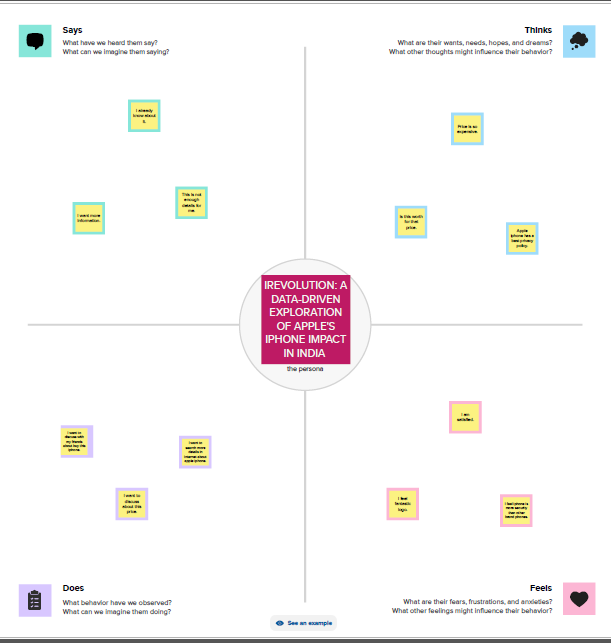 Says
What have we heard them say?
What can we imagine them saying?
Thinks
What are their wants, needs, hopes, and dreams?
What other thoughts might influence their behavior?
I already
know about
it.
Price is so
expensive.
This is not
enough
details for
me
I want more
information.
Is this worth
for that
price.
Apple
iphone has a
best privacy
policy.
IREVOLUTION: A
DATA-DRIVEN
EXPLORATION
OF APPLE'S
IPHONE IMPACT
IN INDIA
the persona
I am
satisfied.
I want to
discuss with
my friends
about buy this
iphone.
I want to
search more
details in
internet about
apple iphone.
I want to
discuss
about this
price.
I feel
fantastic
logo.
I feel phone is
more security
than other
brand phones.
Does
What behavior have we observed?
What can we imagine them doing?
Feels
What are their fears, frustrations, and anxieties?
What other feelings might influence their behavior?
See an example